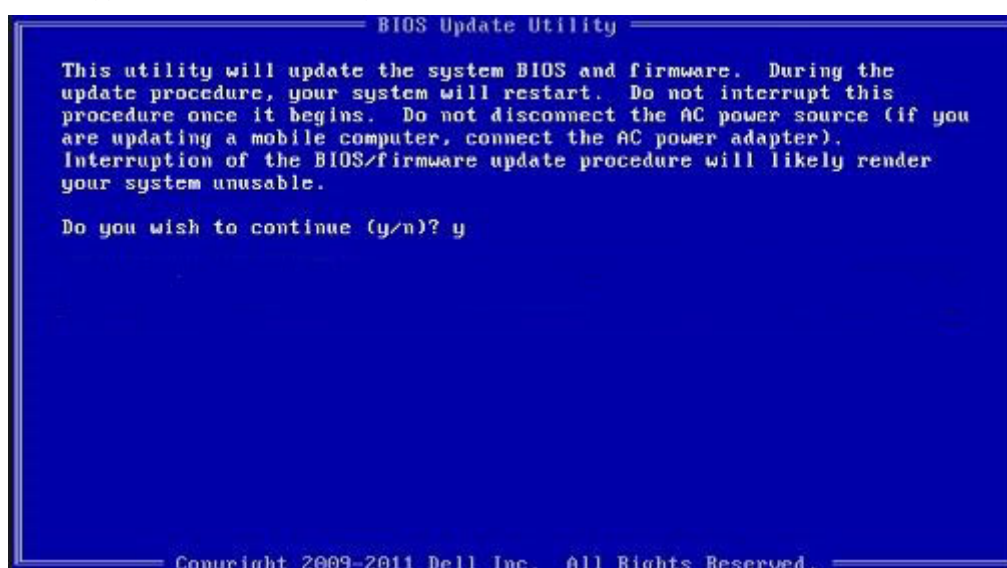 BIOS Update Utility
This utility will update the system BIOS and firmware. During the
update procedure, your system will restart. Do not interrupt this
procedure once it begins. Do not disconnect the AC power source (if you
are updating a mobile computer, connect the AC power adapter).
Interruption of the BIOS/firmware update procedure will likely render
your system unusable.
Do you wish to continue (y/n)? y
Copyright 2009-2011 Dell Inc. All Rights Reserved.